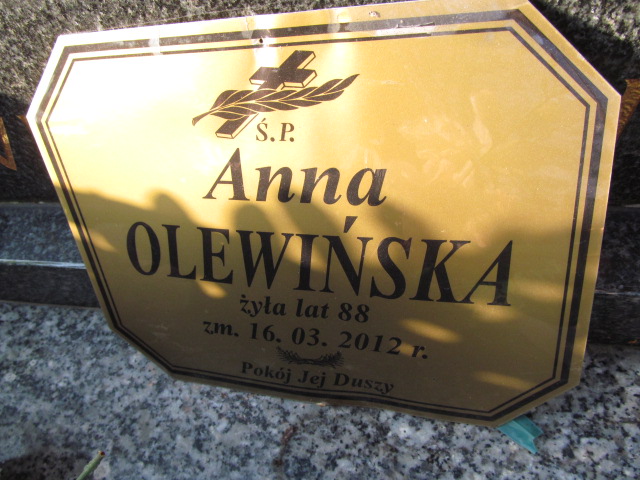 Ś.P.
Anna
OLEWIŃSKA
żyła lat 88
zm. 16. 03. 2012 r.
Pokój Jej Duszy